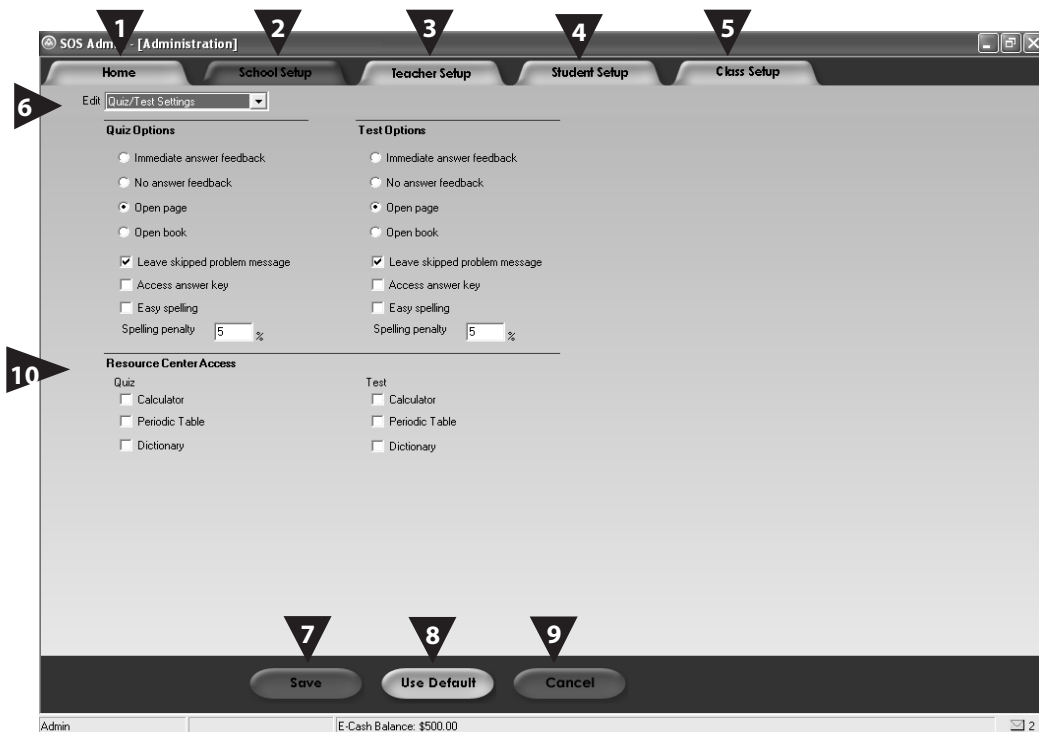 1 2 3 4 5
SOS Adm - [Administration]
Home School Setup Teacher Setup Student Setup Class Setup
6 Edit Quiz/Test Settings
Quiz Options Test Options
Immediate answer feedback Immediate answer feedback
No answer feedback No answer feedback
Open page Open page
Open book Open book
Leave skipped problem message Leave skipped problem message
Access answer key Access answer key
Easy spelling Easy spelling
Spelling penalty 5 % Spelling penalty 5 %
10 Resource Center Access
Quiz Test
Calculator Calculator
Periodic Table Periodic Table
Dictionary Dictionary
7 8 9
Save Use Default Cancel
Admin E-Cash Balance: $500.00 2